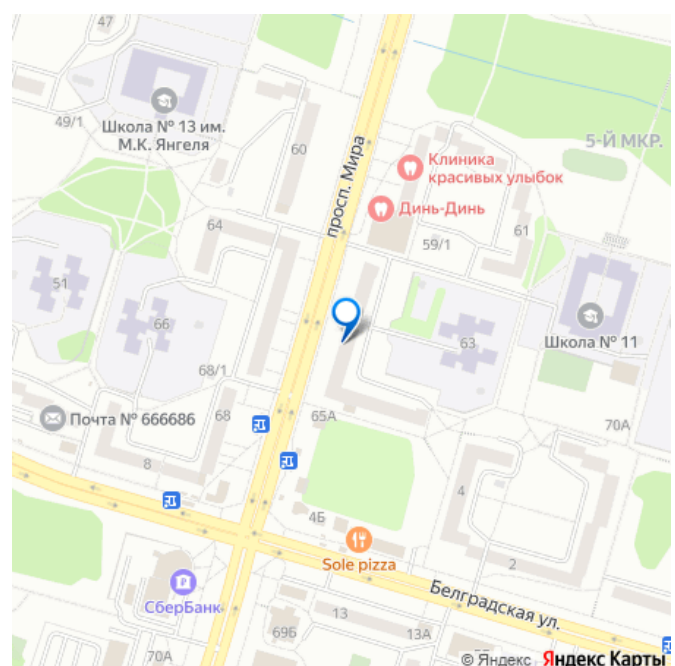 47
49/1
Школа № 13 им.
М.К. Янгеля
60
просп. Мира
5-Й МКР.
Клиника
красивых улыбок
Динь-Динь
64
61
59/1
51
66
63
Школа № 11
68/1
Почта № 666686
68
65А
70А
8
4
4Б
2
Sole pizza
СберБанк
Белградская ул.
13
69Б
13А
70А
© Яндекс Яндекс Карты